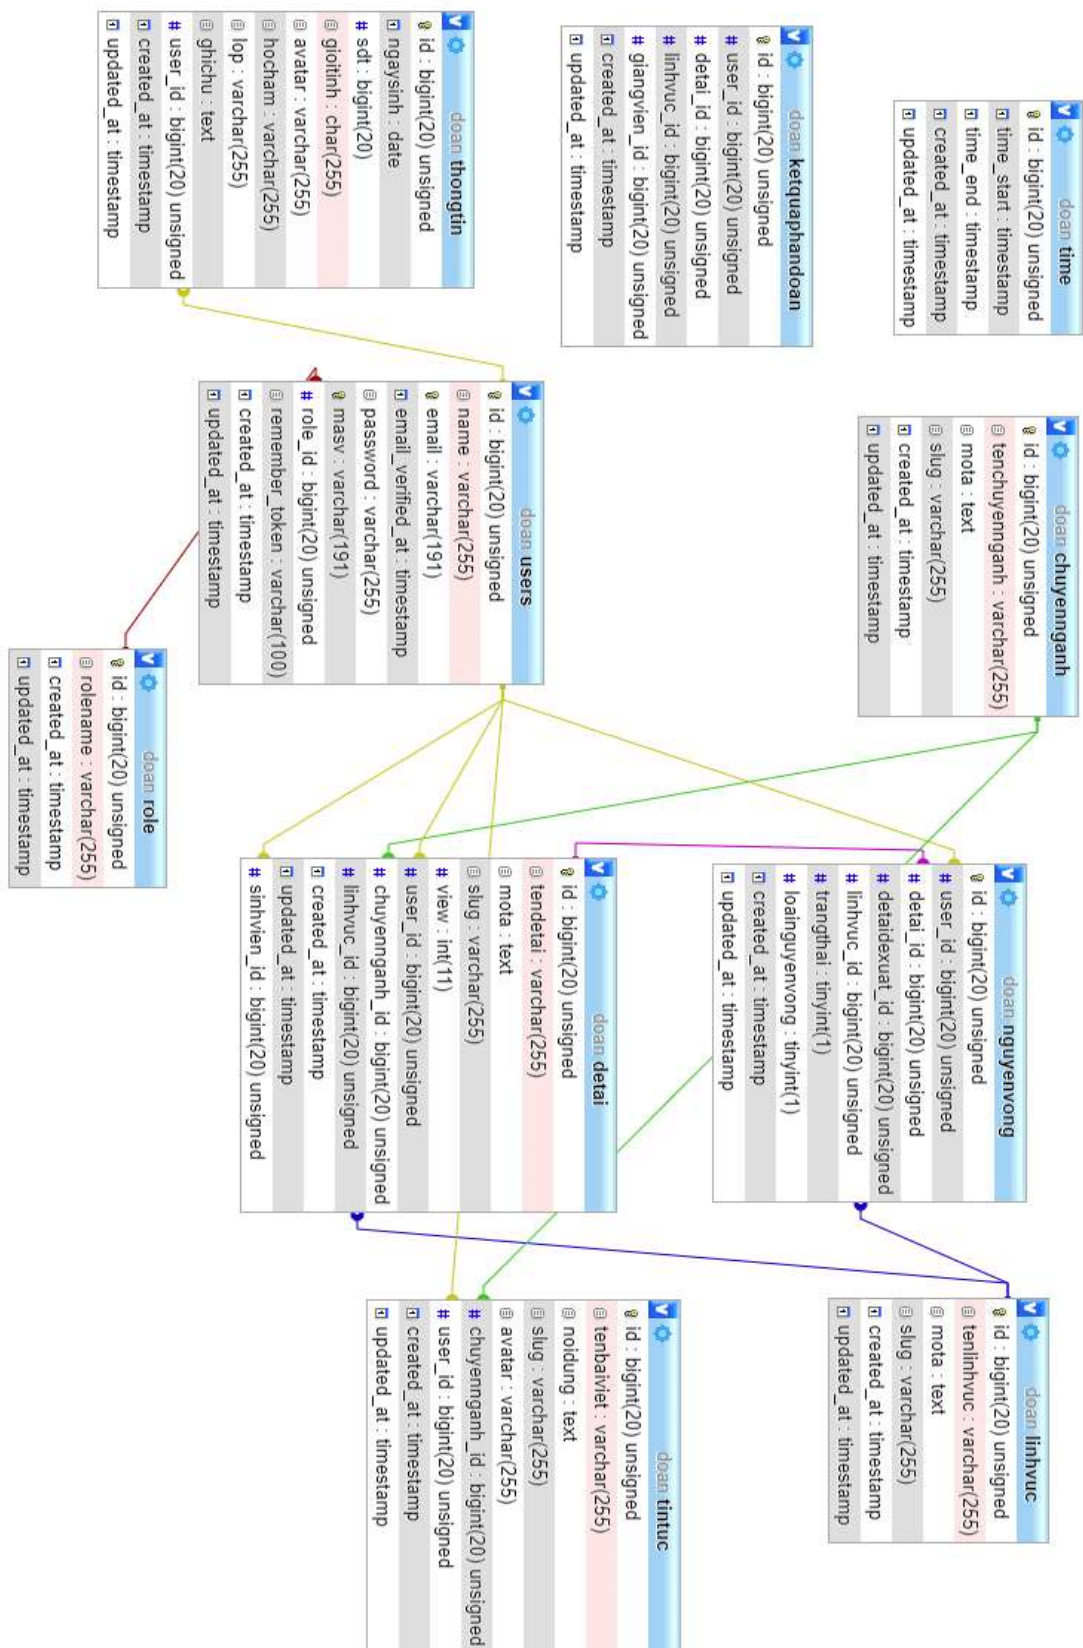 doan thongtin
id : bigint(20) unsigned
ngaysinh : date
sdt : bigint(20)
gioitinh : char(255)
avatar : varchar(255)
hocham : varchar(255)
lop : varchar(255)
ghichu : text
user_id : bigint(20) unsigned
created_at : timestamp
updated_at : timestamp
doan ketquaphandoan
id : bigint(20) unsigned
user_id : bigint(20) unsigned
detai_id : bigint(20) unsigned
linhvuc_id : bigint(20) unsigned
giangvien_id : bigint(20) unsigned
created_at : timestamp
updated_at : timestamp
doan time
id : bigint(20) unsigned
time_start : timestamp
time_end : timestamp
created_at : timestamp
updated_at : timestamp
doan users
id : bigint(20) unsigned
name : varchar(255)
email : varchar(191)
email_verified_at : timestamp
password : varchar(255)
masv : varchar(191)
role_id : bigint(20) unsigned
remember_token : varchar(100)
created_at : timestamp
updated_at : timestamp
doan chuyennganh
id : bigint(20) unsigned
tenchuyennganh : varchar(255)
mota : text
slug : varchar(255)
created_at : timestamp
updated_at : timestamp
doan role
id : bigint(20) unsigned
rolename : varchar(255)
created_at : timestamp
updated_at : timestamp
doan detai
id : bigint(20) unsigned
tendetai : varchar(255)
mota : text
slug : varchar(255)
view : int(11)
user_id : bigint(20) unsigned
chuyennganh_id : bigint(20) unsigned
linhvuc_id : bigint(20) unsigned
created_at : timestamp
updated_at : timestamp
sinhvien_id : bigint(20) unsigned
doan nguyenvong
id : bigint(20) unsigned
user_id : bigint(20) unsigned
detai_id : bigint(20) unsigned
detaidexuat_id : bigint(20) unsigned
linhvuc_id : bigint(20) unsigned
trangthai : tinyint(1)
loainguyenvong : tinyint(1)
created_at : timestamp
updated_at : timestamp
doan tintuc
id : bigint(20) unsigned
tenbaiviet : varchar(255)
noidung : text
slug : varchar(255)
avatar : varchar(255)
chuyennganh_id : bigint(20) unsigned
user_id : bigint(20) unsigned
created_at : timestamp
updated_at : timestamp
doan linhvuc
id : bigint(20) unsigned
tenlinhvuc : varchar(255)
mota : text
slug : varchar(255)
created_at : timestamp
updated_at : timestamp